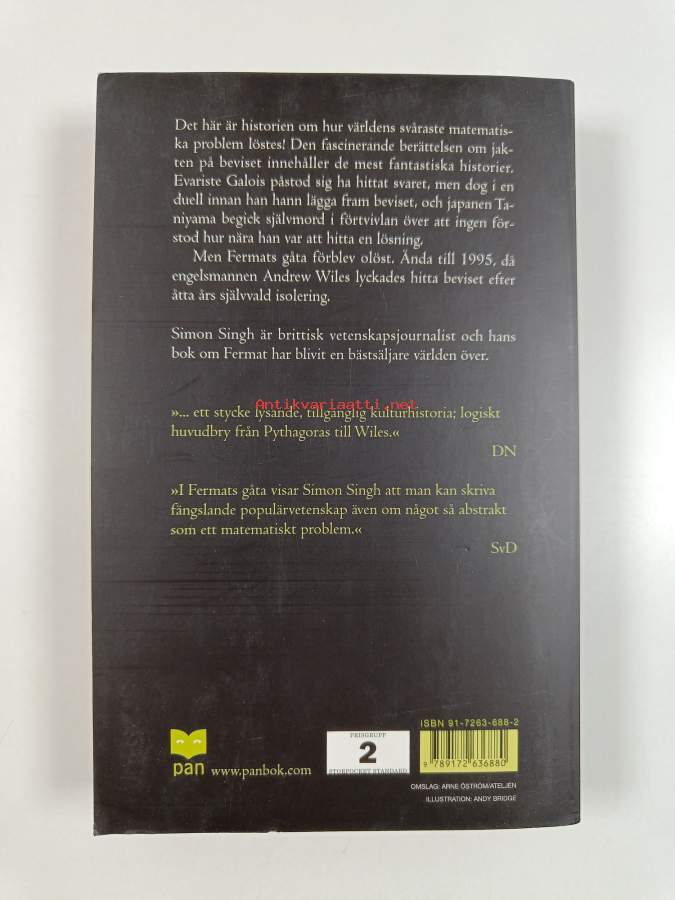 Det här är historien om hur världens svåraste matematis-
ka problem löstes! Den fascinerande berättelsen om jak-
ten på beviset innehåller de mest fantastiska historier.
Evariste Galois påstod sig ha hittat svaret, men dog i en
duell innan han hann lägga fram beviset, och japanen Ta-
niyama begick självmord i förtvivlan över att ingen för-
stod hur nära han var att hitta en lösning.
Men Fermats gåta förblev olöst. Ända till 1995, då
engelsmannen Andrew Wiles lyckades hitta beviset efter
åtta års självvald isolering.
Simon Singh är brittisk vetenskapsjournalist och hans
bok om Fermat har blivit en bästsäljare världen över.
Antikvariaatti.net
»... ett stycke lysande, tillgänglig kulturhistoria; logiskt
huvudbry från Pythagoras till Wiles.«
DN
»I Fermats gåta visar Simon Singh att man kan skriva
fängslande populärvetenskap även om något så abstrakt
som ett matematiskt problem.«
SvD
pan
www.panbok.com
PRISGRUPP
2
STORPOCKET STANDARD
ISBN 91-7263-688-2
9 789172 636880
OMSLAG: ARNE ÖSTRÖM/ATELJÉN
ILLUSTRATION: ANDY BRIDGE